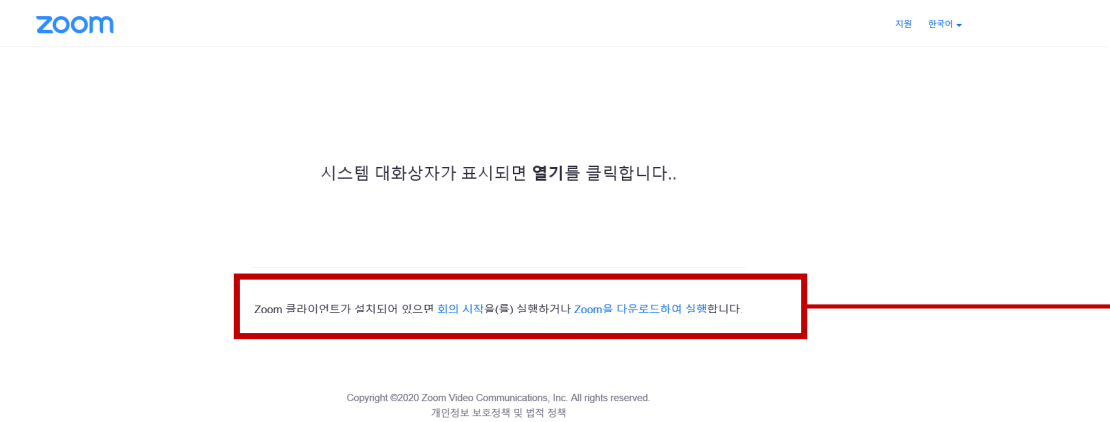 zoom
지원 한국어
시스템 대화상자가 표시되면 열기를 클릭합니다..
Zoom 클라이언트가 설치되어 있으면 회의 시작을(를) 실행하거나 Zoom을 다운로드하여 실행합니다.
Copyright ©2020 Zoom Video Communications, Inc. All rights reserved.
개인정보 보호정책 및 법적 정책